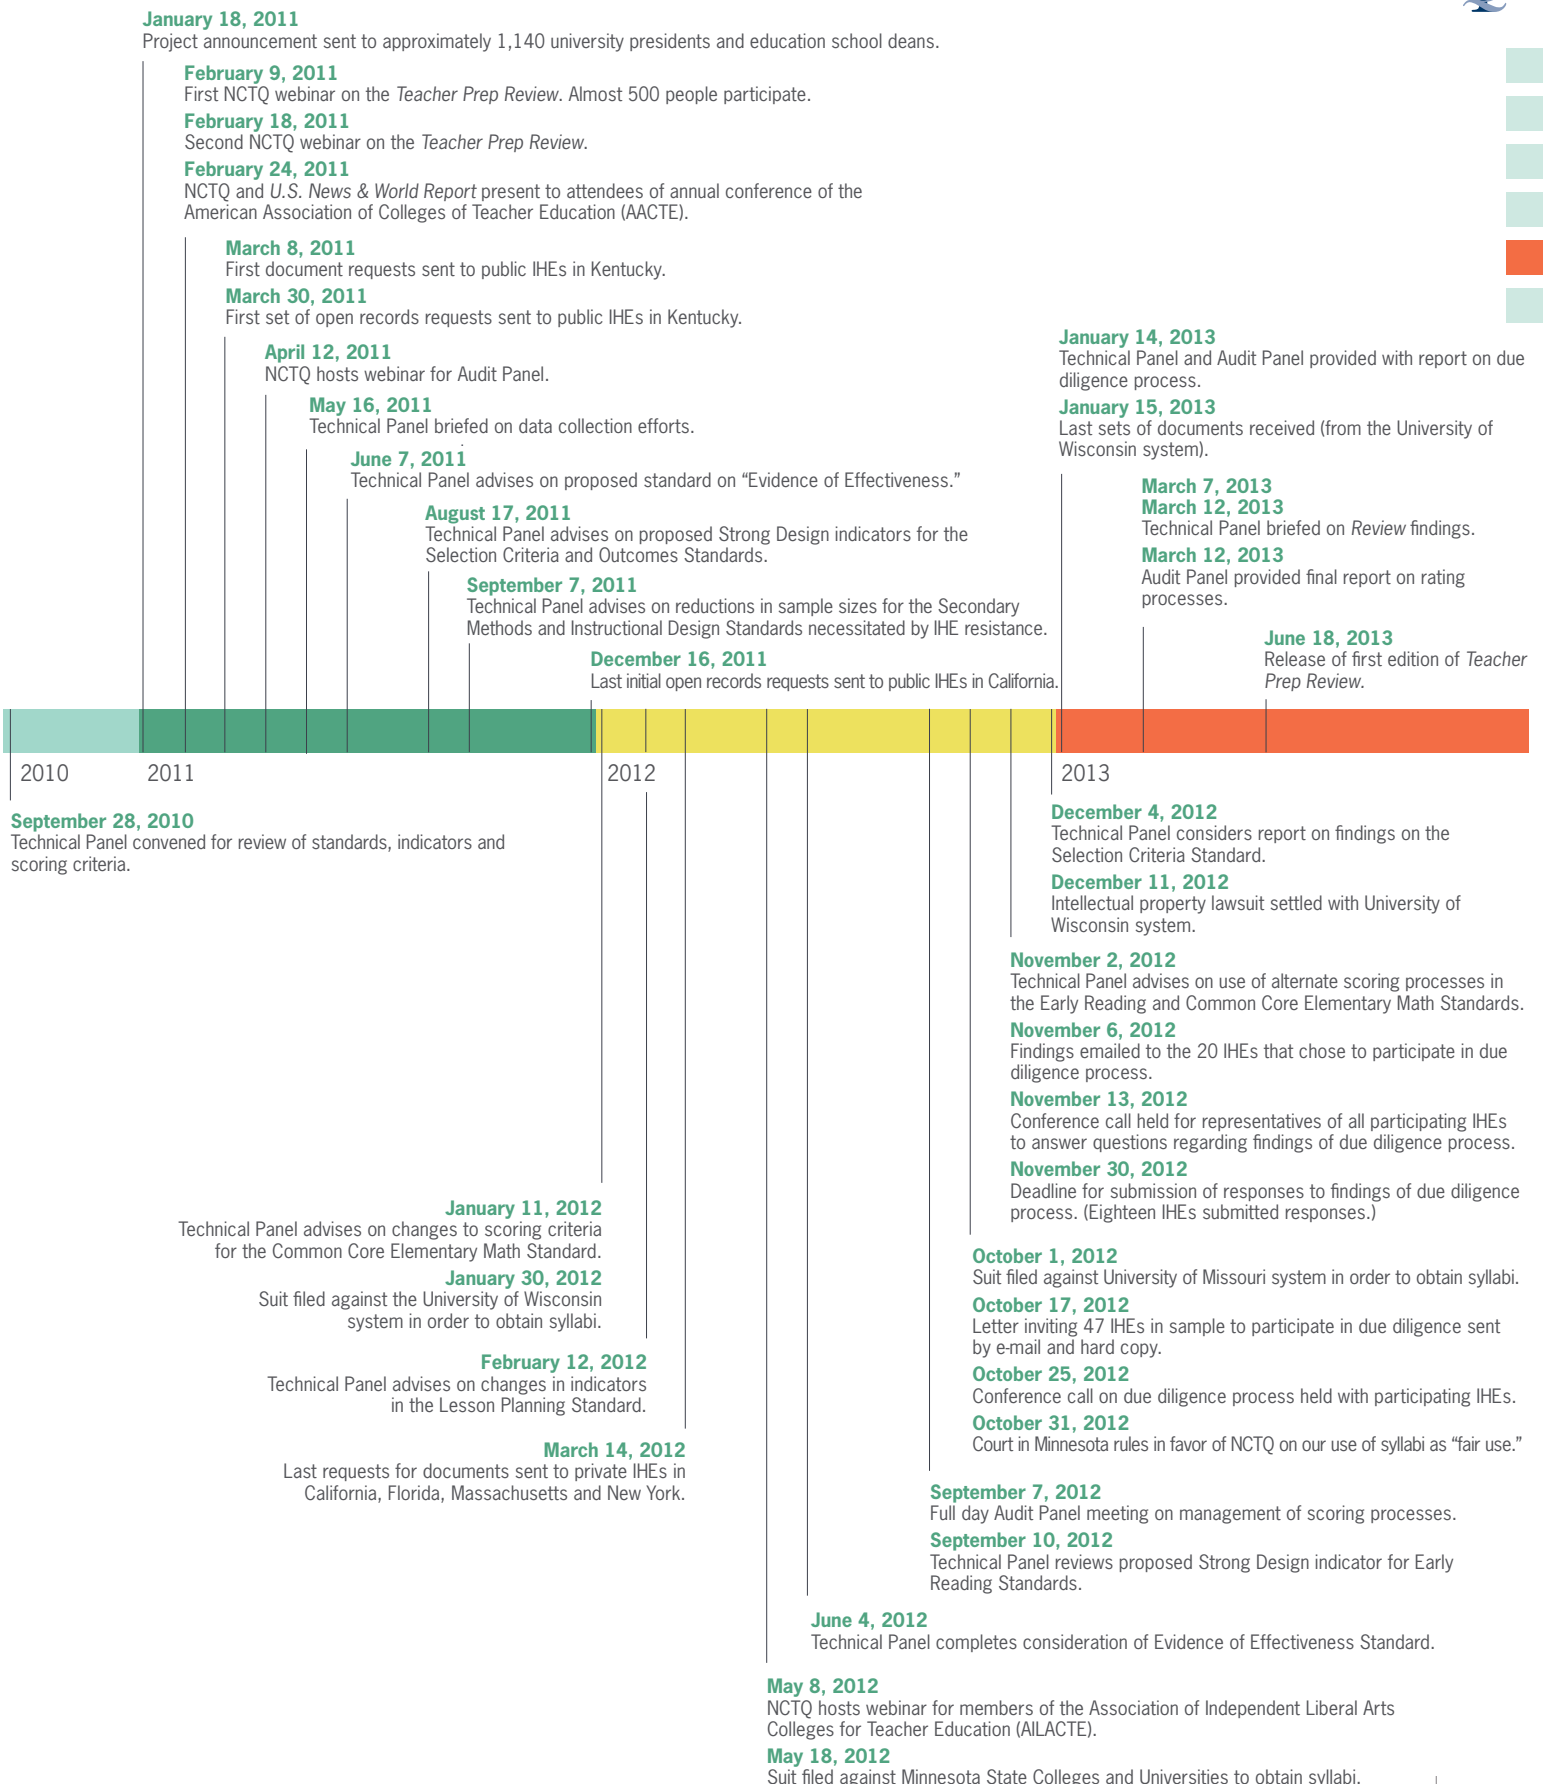 January 18, 2011
Project announcement sent to approximately 1,140 university presidents and education school deans.
February 9, 2011
First NCTQ webinar on the Teacher Prep Review. Almost 500 people participate.
February 18, 2011
Second NCTQ webinar on the Teacher Prep Review.
February 24, 2011
NCTQ and U.S. News & World Report present to attendees of annual conference of the
American Association of Colleges of Teacher Education (AACTE).
March 8, 2011
First document requests sent to public IHEs in Kentucky.
March 30, 2011
First set of open records requests sent to public IHEs in Kentucky.
April 12, 2011
NCTQ hosts webinar for Audit Panel.
May 16, 2011
Technical Panel briefed on data collection efforts.
June 7, 2011
Technical Panel advises on proposed standard on “Evidence of Effectiveness.”
August 17, 2011
Technical Panel advises on proposed Strong Design indicators for the
Selection Criteria and Outcomes Standards.
September 7, 2011
Technical Panel advises on reductions in sample sizes for the Secondary
Methods and Instructional Design Standards necessitated by IHE resistance.
December 16, 2011
Last initial open records requests sent to public IHEs in California.
January 14, 2013
Technical Panel and Audit Panel provided with report on due
diligence process.
January 15, 2013
Last sets of documents received (from the University of
Wisconsin system).
March 7, 2013
March 12, 2013
Technical Panel briefed on Review findings.
March 12, 2013
Audit Panel provided final report on rating
processes.
June 18, 2013
Release of first edition of Teacher
Prep Review.
2010
2011
2012
2013
September 28, 2010
Technical Panel convened for review of standards, indicators and
scoring criteria.
December 4, 2012
Technical Panel considers report on findings on the
Selection Criteria Standard.
December 11, 2012
Intellectual property lawsuit settled with University of
Wisconsin system.
November 2, 2012
Technical Panel advises on use of alternate scoring processes in
the Early Reading and Common Core Elementary Math Standards.
November 6, 2012
Findings emailed to the 20 IHEs that chose to participate in due
diligence process.
November 13, 2012
Conference call held for representatives of all participating IHEs
to answer questions regarding findings of due diligence process.
November 30, 2012
Deadline for submission of responses to findings of due diligence
process. (Eighteen IHEs submitted responses.)
January 11, 2012
Technical Panel advises on changes to scoring criteria
for the Common Core Elementary Math Standard.
January 30, 2012
Suit filed against the University of Wisconsin
system in order to obtain syllabi.
February 12, 2012
Technical Panel advises on changes in indicators
in the Lesson Planning Standard.
March 14, 2012
Last requests for documents sent to private IHEs in
California, Florida, Massachusetts and New York.
October 1, 2012
Suit filed against University of Missouri system in order to obtain syllabi.
October 17, 2012
Letter inviting 47 IHEs in sample to participate in due diligence sent
by e-mail and hard copy.
October 25, 2012
Conference call on due diligence process held with participating IHEs.
October 31, 2012
Court in Minnesota rules in favor of NCTQ on our use of syllabi as “fair use.”
September 7, 2012
Full day Audit Panel meeting on management of scoring processes.
September 10, 2012
Technical Panel reviews proposed Strong Design indicator for Early
Reading Standards.
June 4, 2012
Technical Panel completes consideration of Evidence of Effectiveness Standard.
May 8, 2012
NCTQ hosts webinar for members of the Association of Independent Liberal Arts
Colleges for Teacher Education (AILACTE).
May 18, 2012
Suit filed against Minnesota State Colleges and Universities to obtain syllabi.